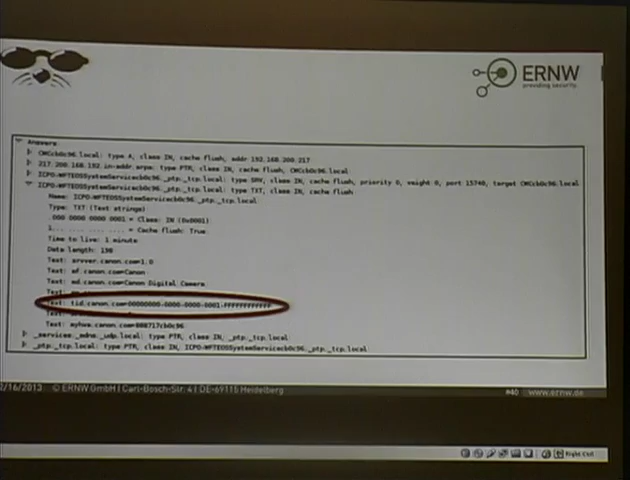 ERNW
providing security.
Answers
CMCcb0c96.local: type A, class IN, cache flush, addr 192.168.200.217
217.200.168.192.in-addr.arpa: type PTR, class IN, cache flush, CMCcb0c96.local
ICPO-WFTEOSSystemServicecb0c96._ptp._tcp.local: type SRV, class IN, cache flush, priority 0, weight 0, port 15740, target CMCcb0c96.local
ICPO-WFTEOSSystemServicecb0c96._ptp._tcp.local: type TXT, class IN, cache flush
Name: ICPO-WFTEOSSystemServicecb0c96._ptp._tcp.local
Type: TXT (Text strings)
.000 0000 0000 0001 = Class: IN (0x0001)
1... .... .... .... = Cache flush: True
Time to live: 1 minute
Data length: 198
Text: srvver.canon.com=1.0
Text: mf.canon.com=Canon
Text: md.canon.com=Canon Digital Camera
Text: tid.canon.com=00000000-0000-0000-0001-FFFFFFFFFFFF
Text: myhwa.canon.com=888717cb0c96
_services._mdns._udp.local: type PTR, class IN, _ptp._tcp.local
_ptp._tcp.local: type PTR, class IN, ICPO-WFTEOSSystemServicecb0c96._ptp._tcp.local
2/16/2013 © ERNW GmbH | Carl-Bosch-Str. 4 | DE-69115 Heidelberg #40 www.ernw.de
Right Ctrl